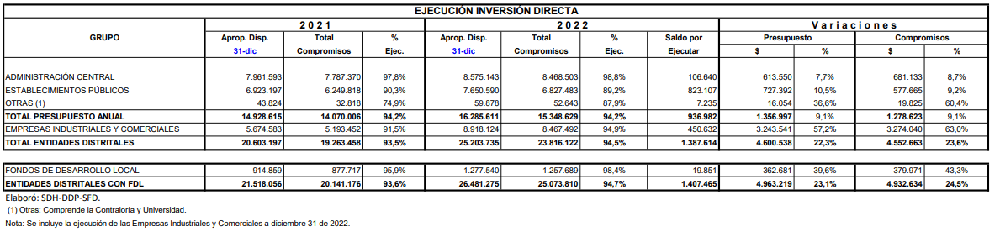 EJECUCIÓN INVERSIÓN DIRECTA
GRUPO 2021 2022 Variaciones
Aprop. Disp. Total % Aprop. Disp. Total % Saldo por Presupuesto Compromisos
31-dic Compromisos Ejec. 31-dic Compromisos Ejec. Ejecutar $ % $ %
ADMINISTRACIÓN CENTRAL 7.961.593 7.787.370 97,8% 8.575.143 8.468.503 98,8% 106.640 613.550 7,7% 681.133 8,7%
ESTABLECIMIENTOS PÚBLICOS 6.923.197 6.249.818 90,3% 7.650.590 6.827.483 89,2% 823.107 727.392 10,5% 577.665 9,2%
OTRAS (1) 43.824 32.818 74,9% 59.878 52.643 87,9% 7.235 16.054 36,6% 19.825 60,4%
TOTAL PRESUPUESTO ANUAL 14.928.615 14.070.006 94,2% 16.285.611 15.348.629 94,2% 936.982 1.356.997 9,1% 1.278.623 9,1%
EMPRESAS INDUSTRIALES Y COMERCIALES 5.674.583 5.193.452 91,5% 8.918.124 8.467.492 94,9% 450.632 3.243.541 57,2% 3.274.040 63,0%
TOTAL ENTIDADES DISTRITALES 20.603.197 19.263.458 93,5% 25.203.735 23.816.122 94,5% 1.387.614 4.600.538 22,3% 4.552.663 23,6%
FONDOS DE DESARROLLO LOCAL 914.859 877.717 95,9% 1.277.540 1.257.689 98,4% 19.851 362.681 39,6% 379.971 43,3%
ENTIDADES DISTRITALES CON FDL 21.518.056 20.141.176 93,6% 26.481.275 25.073.810 94,7% 1.407.465 4.963.219 23,1% 4.932.634 24,5%
Elaboró: SDH-DDP-SFD.
(1) Otras: Comprende la Contraloría y Universidad.
Nota: Se incluye la ejecución de las Empresas Industriales y Comerciales a diciembre 31 de 2022.